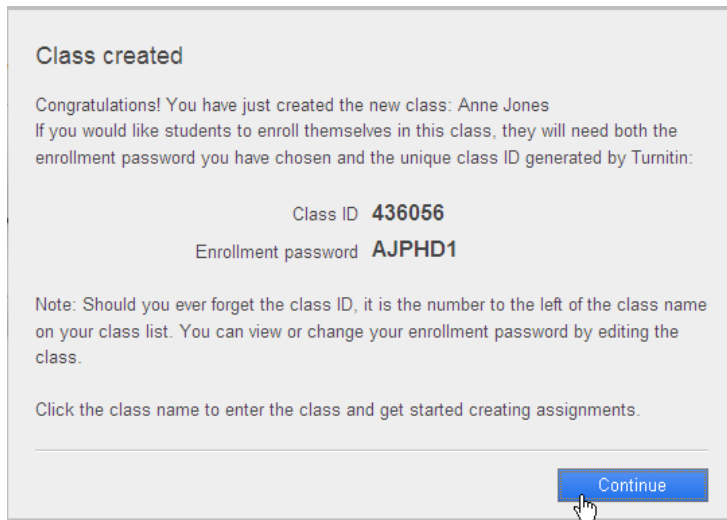 Class created
Congratulations! You have just created the new class: Anne Jones
If you would like students to enroll themselves in this class, they will need both the
enrollment password you have chosen and the unique class ID generated by Turnitin:
Class ID 436056
Enrollment password AJPHD1
Note: Should you ever forget the class ID, it is the number to the left of the class name
on your class list. You can view or change your enrollment password by editing the
class.
Click the class name to enter the class and get started creating assignments.
Continue